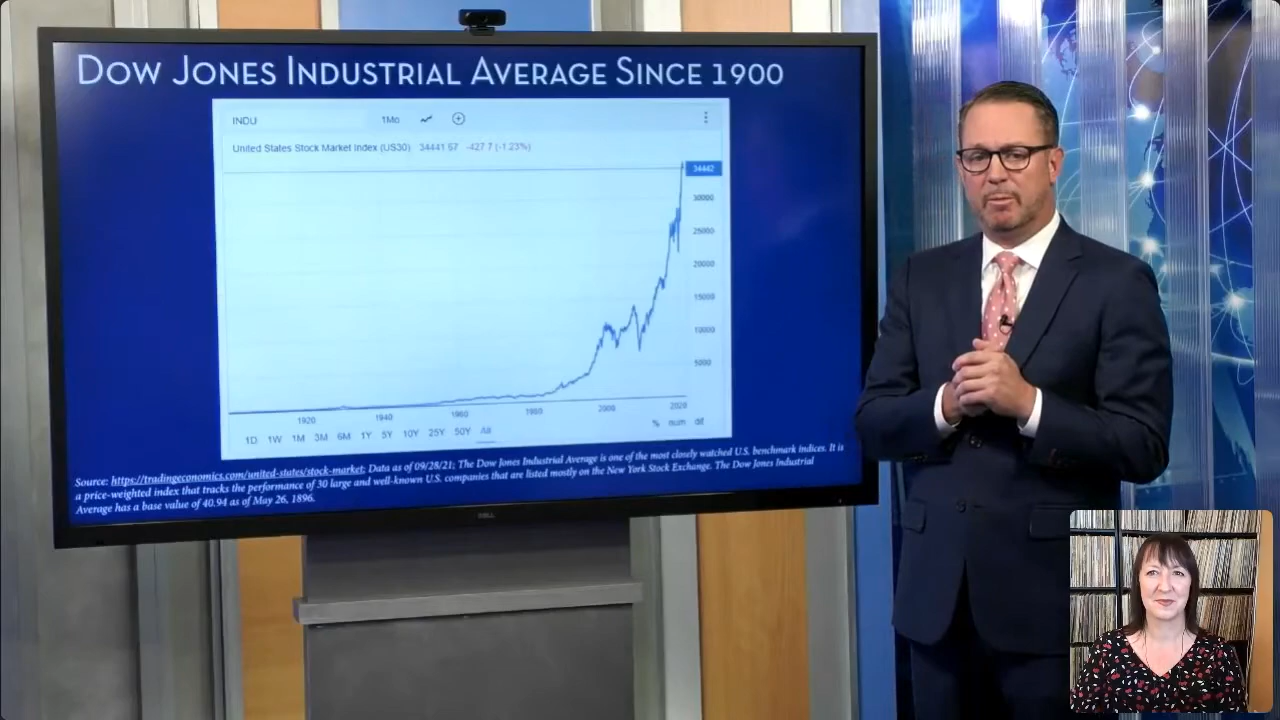 DOW JONES INDUSTRIAL AVERAGE SINCE 1900
INDU 1Mo
United States Stock Market Index (US30) 34441.57 -427.7 (-1.23%)
34442
30000
25000
20000
15000
10000
5000
1920 1940 1960 1980 2000 2020
1D 1W 1M 3M 6M 1Y 5Y 10Y 25Y 50Y All % num dif
Source: https://tradingeconomics.com/united-states/stock-market; Data as of 09/28/21; The Dow Jones Industrial Average is one of the most closely watched U.S. benchmark indices. It is
a price-weighted index that tracks the performance of 30 large and well-known U.S. companies that are listed mostly on the New York Stock Exchange. The Dow Jones Industrial
Average has a base value of 40.94 as of May 26, 1896.
DELL